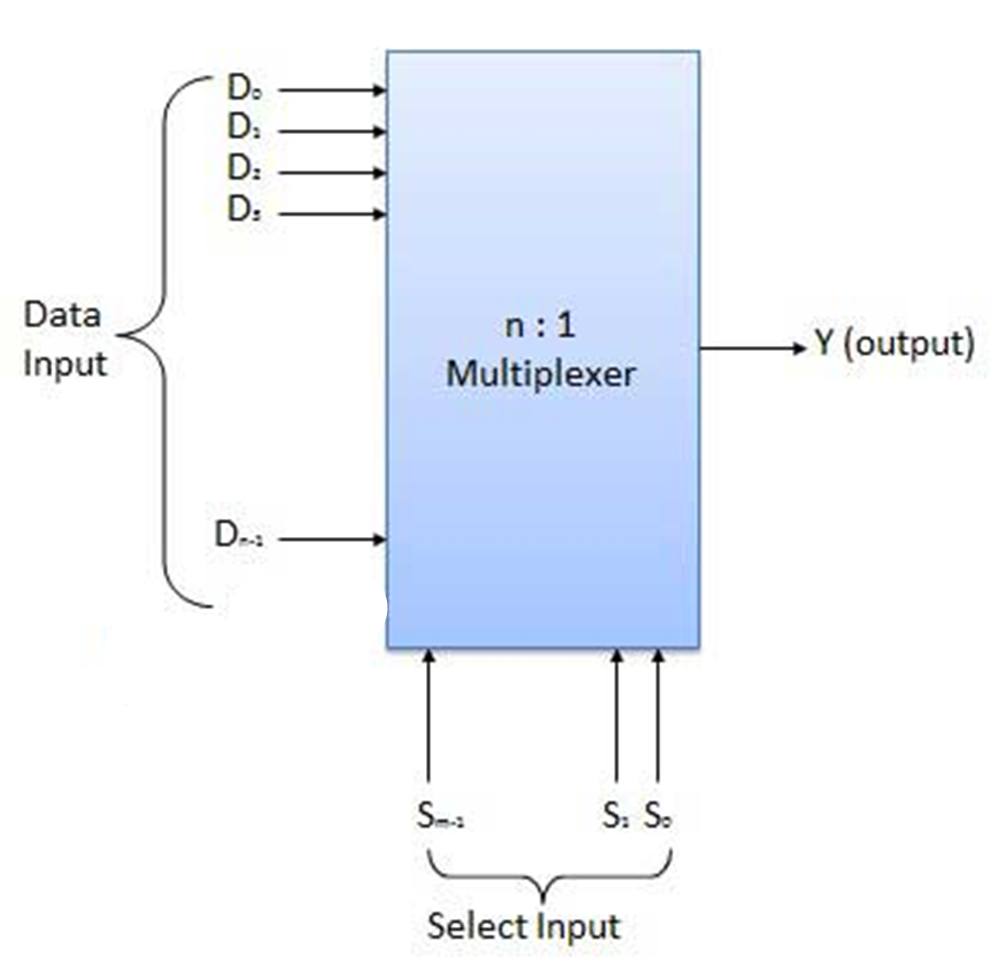 D₀
D₁
D₂
D₃
Data
Input
n : 1
Multiplexer
Y (output)
Dₙ₋₁
Sₘ₋₁
S₁
S₀
Select Input